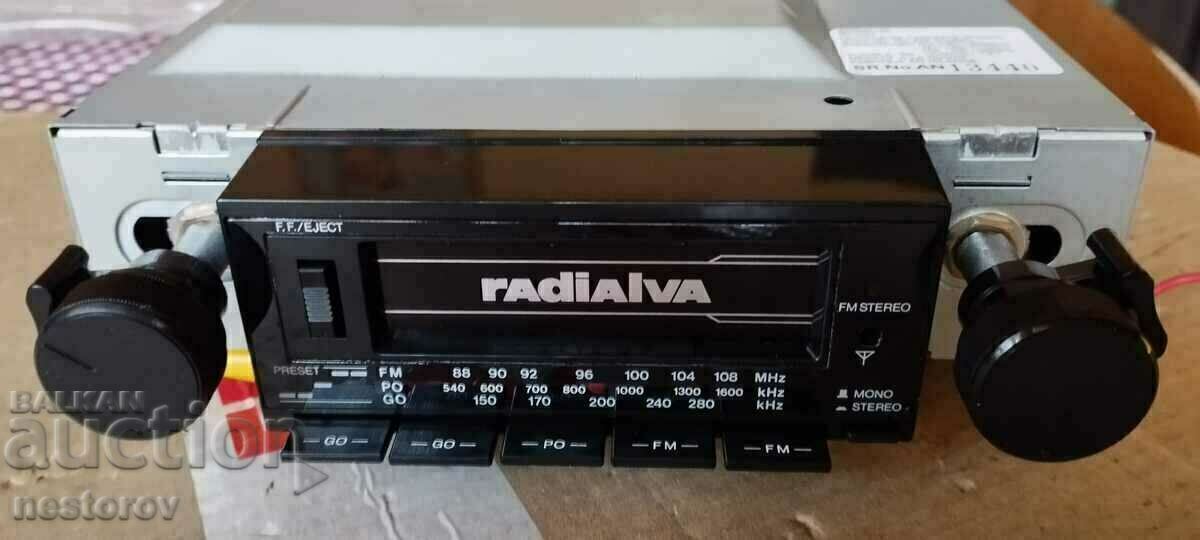 SR.No.AN 13440
F.F./EJECT
radialva
FM STEREO
PRESET
FM 88 90 92 96 100 104 108 MHz
PO 540 600 700 800 1000 1300 1600 kHz
GO 150 170 200 240 280 kHz
MONO
STEREO
GO GO PO FM FM
BALKAN
auction
nestorov